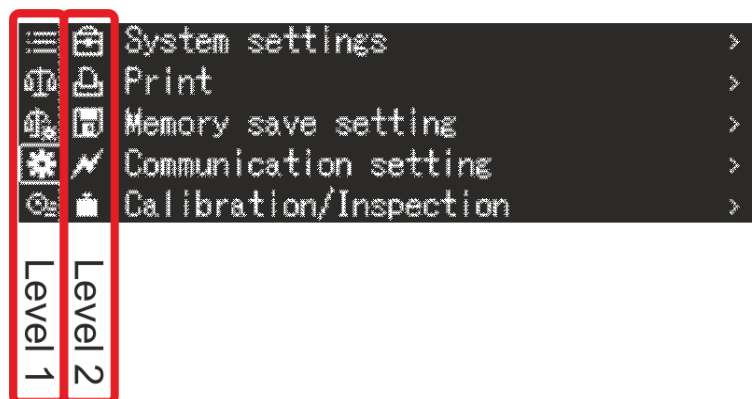 System settings >
Print >
Memory save setting >
Communication setting >
Calibration/Inspection >
Level 1
Level 2